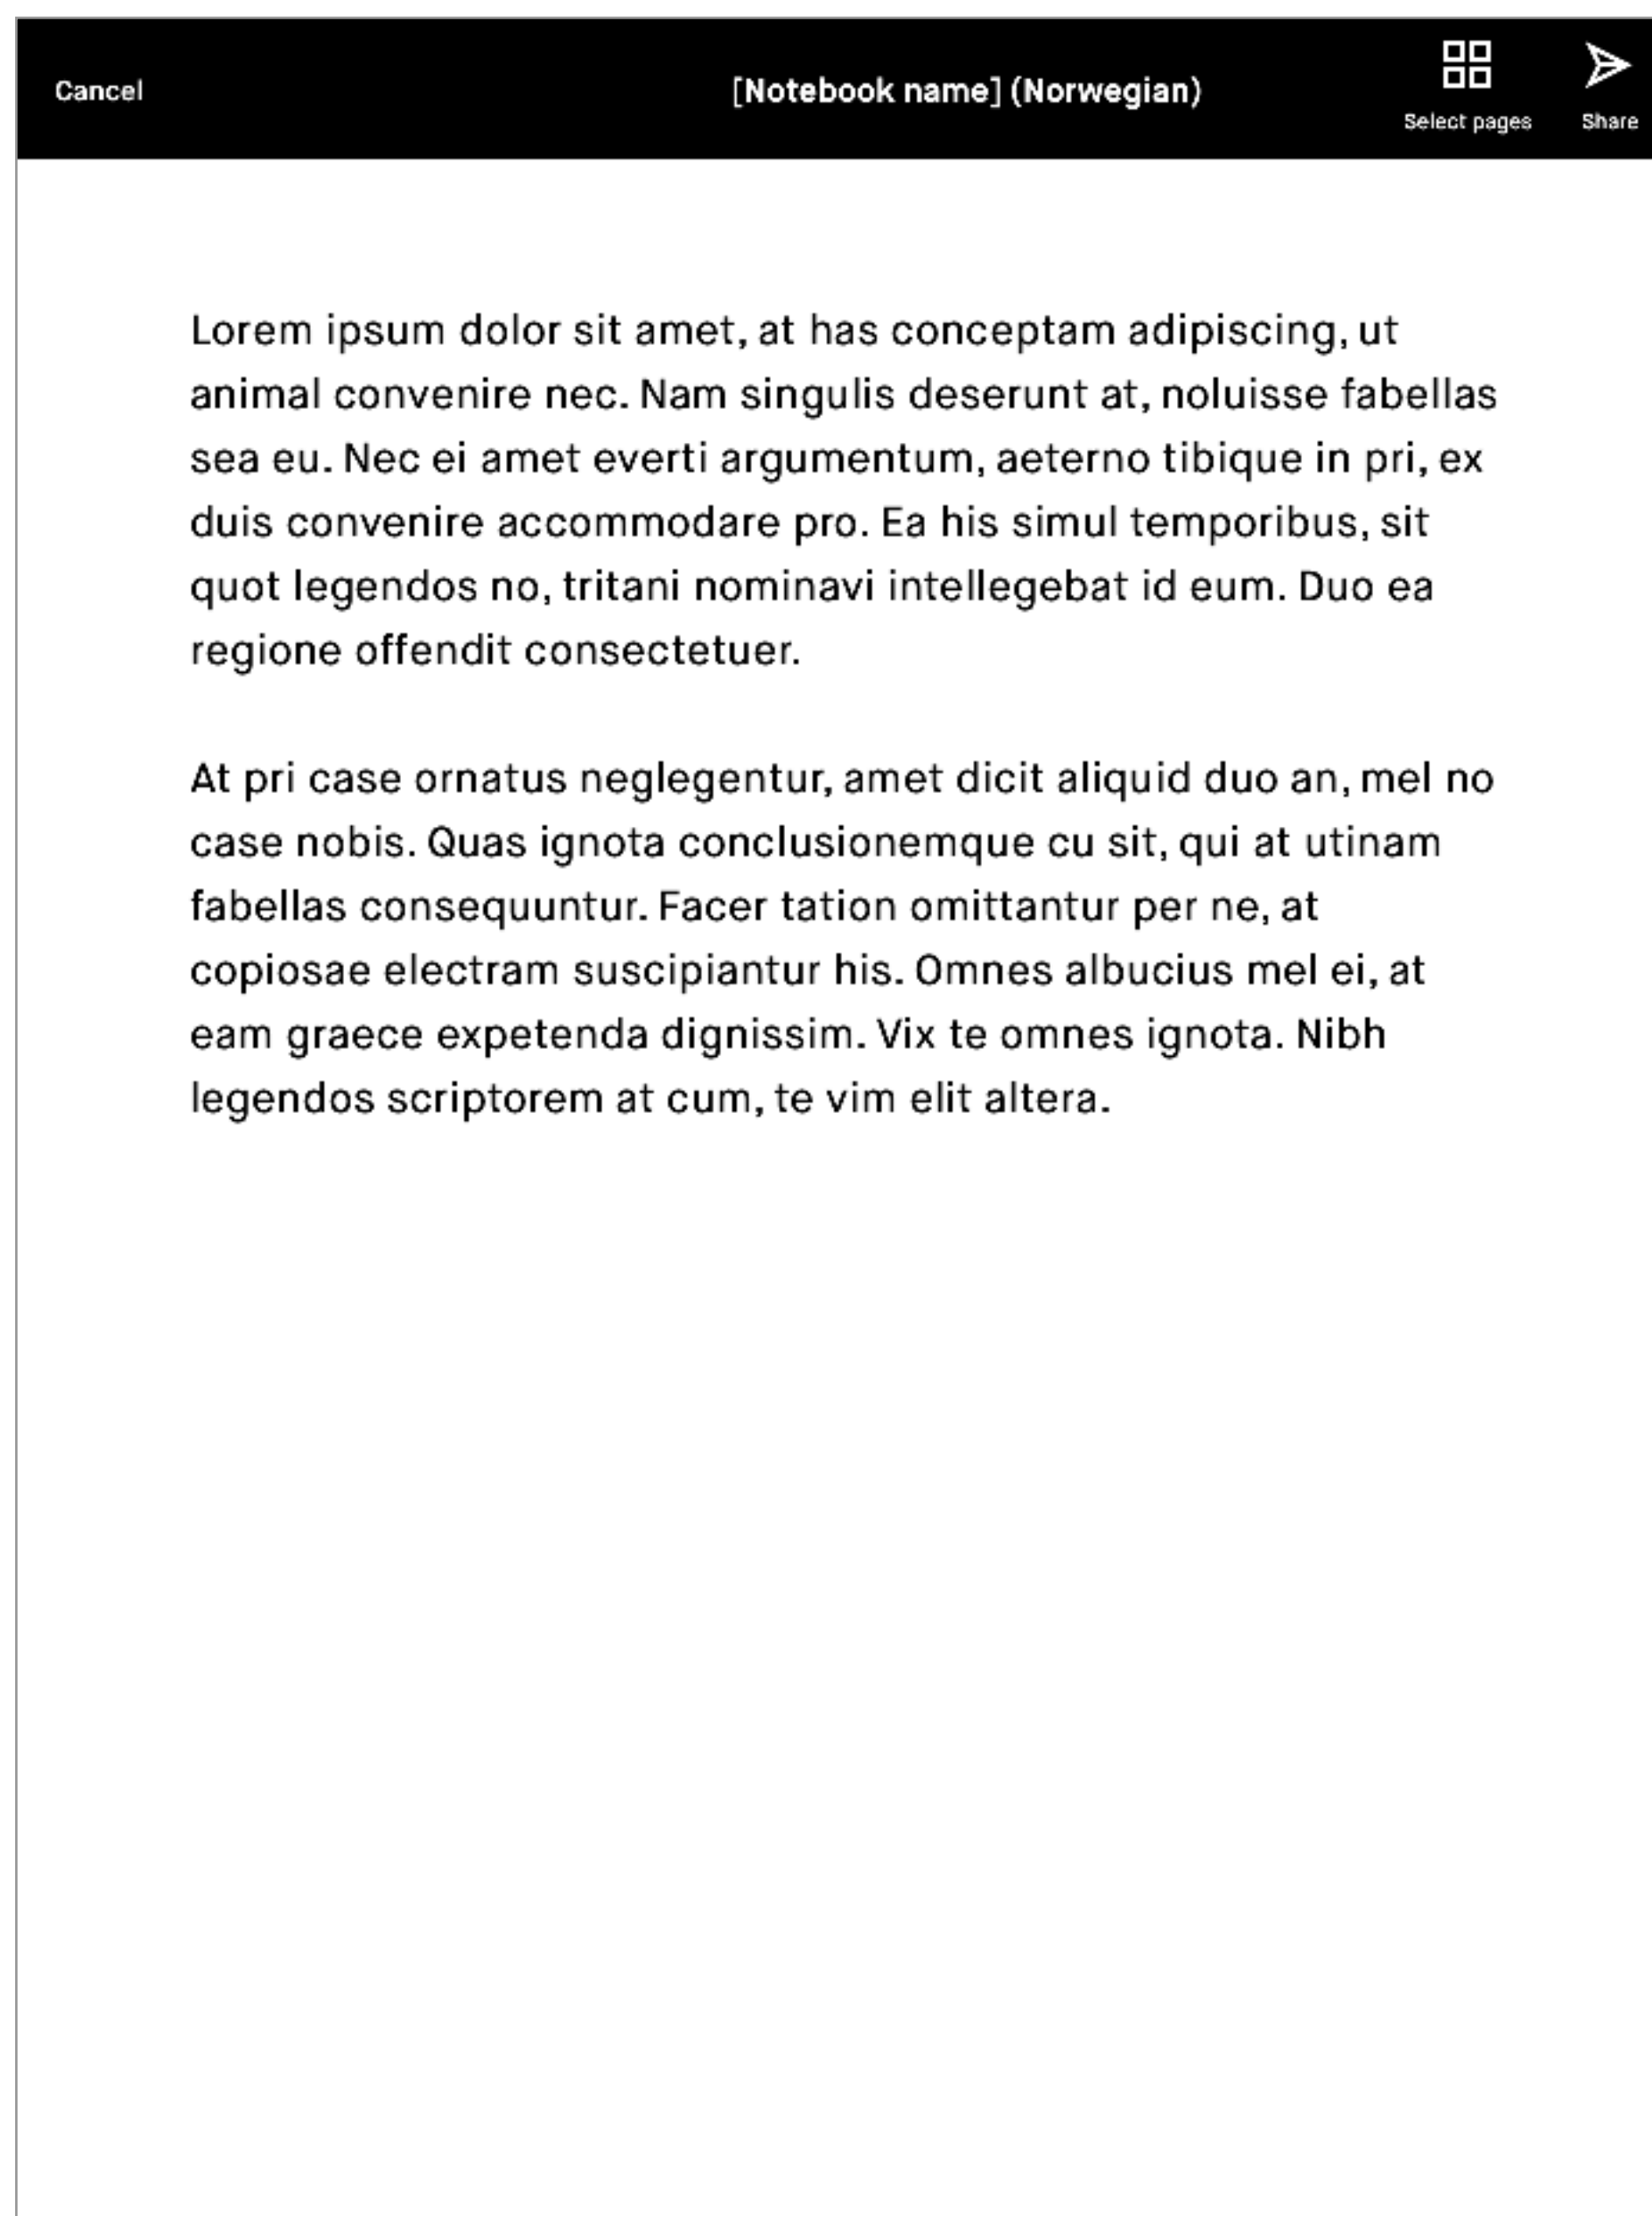 Cancel
[Notebook name] (Norwegian)
Select pages
Share
Lorem ipsum dolor sit amet, at has conceptam adipiscing, ut
animal convenire nec. Nam singulis deserunt at, noluisse fabellas
sea eu. Nec ei amet everti argumentum, aeterno tibique in pri, ex
duis convenire accommodare pro. Ea his simul temporibus, sit
quot legendos no, tritani nominavi intellegebat id eum. Duo ea
regione offendit consectetuer.
At pri case ornatus neglegentur, amet dicit aliquid duo an, mel no
case nobis. Quas ignota conclusionemque cu sit, qui at utinam
fabellas consequuntur. Facer tation omittantur per ne, at
copiosae electram suscipiantur his. Omnes albucius mel ei, at
eam graece expetenda dignissim. Vix te omnes ignota. Nibh
legendos scriptorem at cum, te vim elit altera.